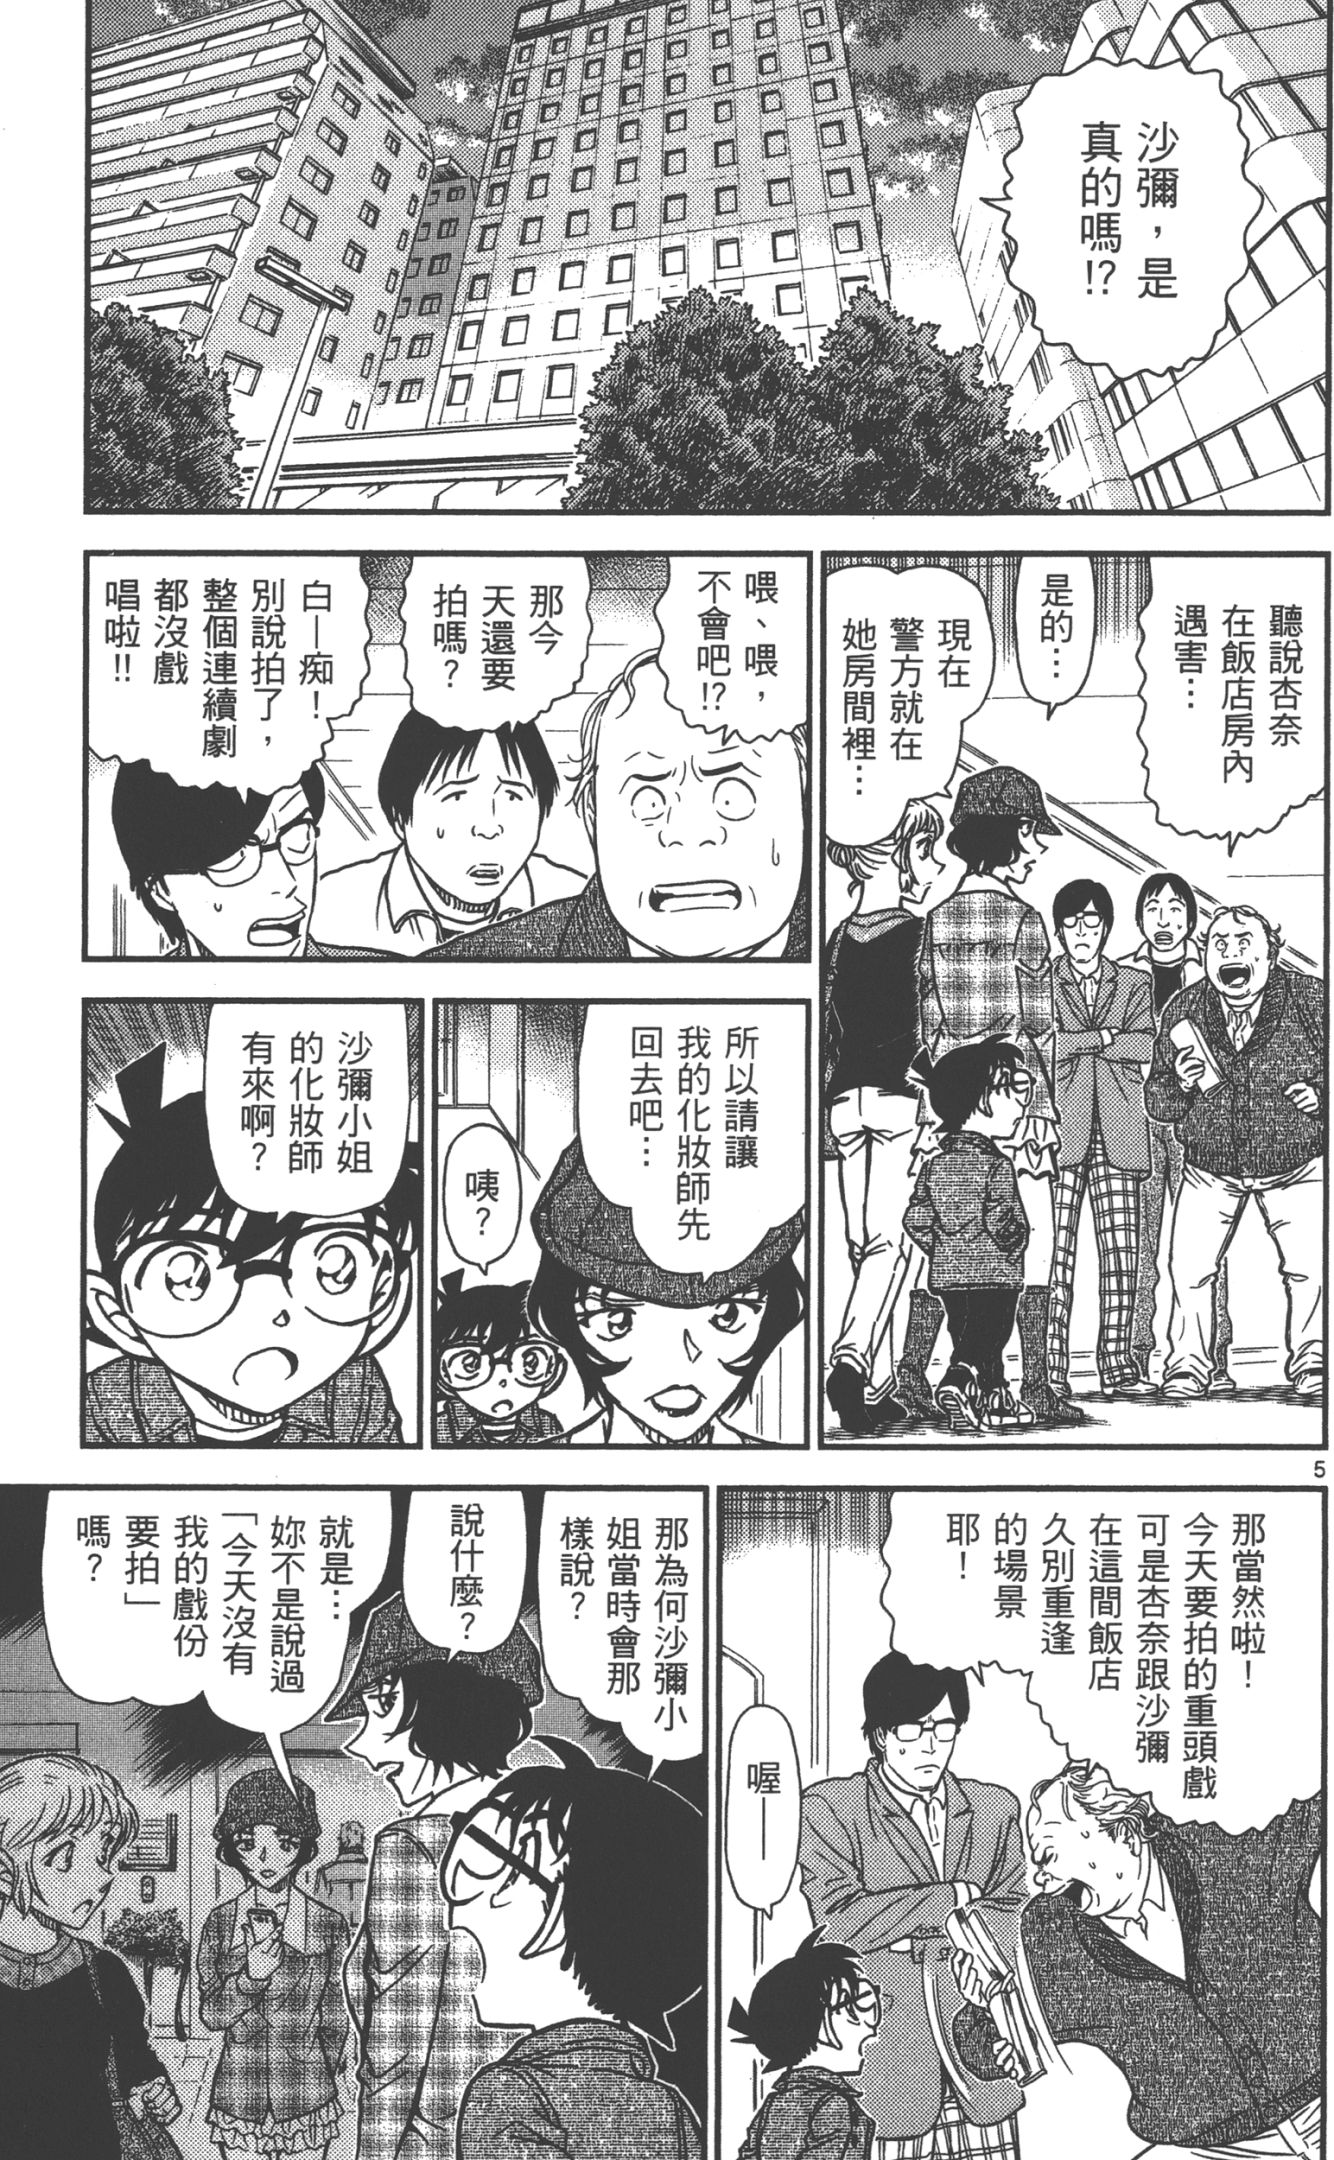 沙彌，是
真的嗎!?
聽說杏奈
在飯店房內
遇害…
是的…
現在
警方就在
她房間裡…
喂、喂，
不會吧!?
那今
天還要
拍嗎？
白─痴！
別說拍了，
整個連續劇
都沒戲
唱啦!!
所以請讓
我的化妝師先
回去吧…
咦？
沙彌小姐
的化妝師
有來啊？
5
那當然啦！
今天要拍的重頭戲
可是杏奈跟沙彌
在這間飯店
久別重逢
的場景
耶！
喔─
那為何沙彌小
姐當時會那
樣說？
說什麼？
就是…
妳不是說過
「今天沒有
我的戲份
要拍」
嗎？